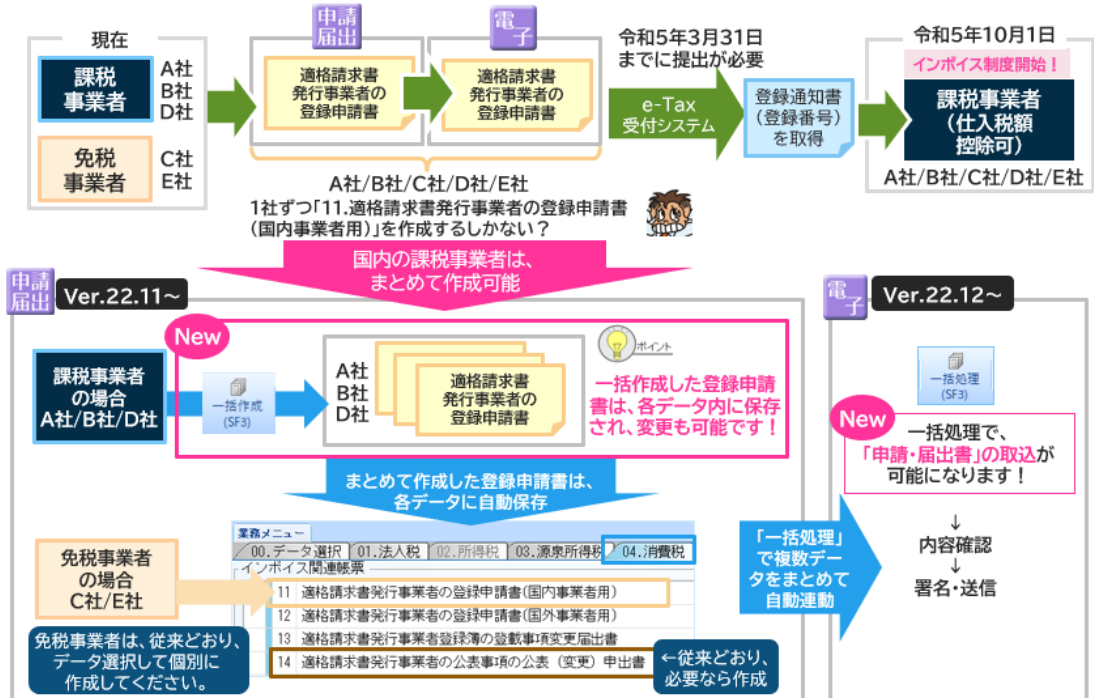 現在
課税
事業者
A社
B社
D社
免税
事業者
C社
E社
申請
届出
適格請求書
発行事業者の
登録申請書
電子
適格請求書
発行事業者の
登録申請書
令和5年3月31日
までに提出が必要
e-Tax
受付システム
登録通知書
(登録番号)
を取得
令和5年10月1日
インボイス制度開始！
課税事業者
(仕入税額
控除可)
A社/B社/C社/D社/E社
A社/B社/C社/D社/E社
1社ずつ「11.適格請求書発行事業者の登録申請書
(国内事業者用)」を作成するしかない？
国内の課税事業者は、
まとめて作成可能
申請
届出
Ver.22.11～
New
課税事業者
の場合
A社/B社/D社
一括作成
(SF3)
A社
B社
D社
適格請求書
発行事業者の
登録申請書
ポイント
一括作成した登録申請
書は、各データ内に保存
され、変更も可能です！
まとめて作成した登録申請書は、
各データに自動保存
免税事業者
の場合
C社/E社
免税事業者は、従来どおり、
データ選択して個別に
作成してください。
業務メニュー
00.データ選択 01.法人税 02.所得税 03.源泉所得税 04.消費税
インボイス関連帳票
11 適格請求書発行事業者の登録申請書(国内事業者用)
12 適格請求書発行事業者の登録申請書(国外事業者用)
13 適格請求書発行事業者登録簿の登載事項変更届出書
14 適格請求書発行事業者の公表事項の公表（変更）申出書
←従来どおり、
必要なら作成
「一括処理」
で複数デー
タをまとめて
自動連動
電子
Ver.22.12～
一括処理
(SF3)
New
一括処理で、
「申請・届出書」の取込が
可能になります！
↓
内容確認
↓
署名・送信